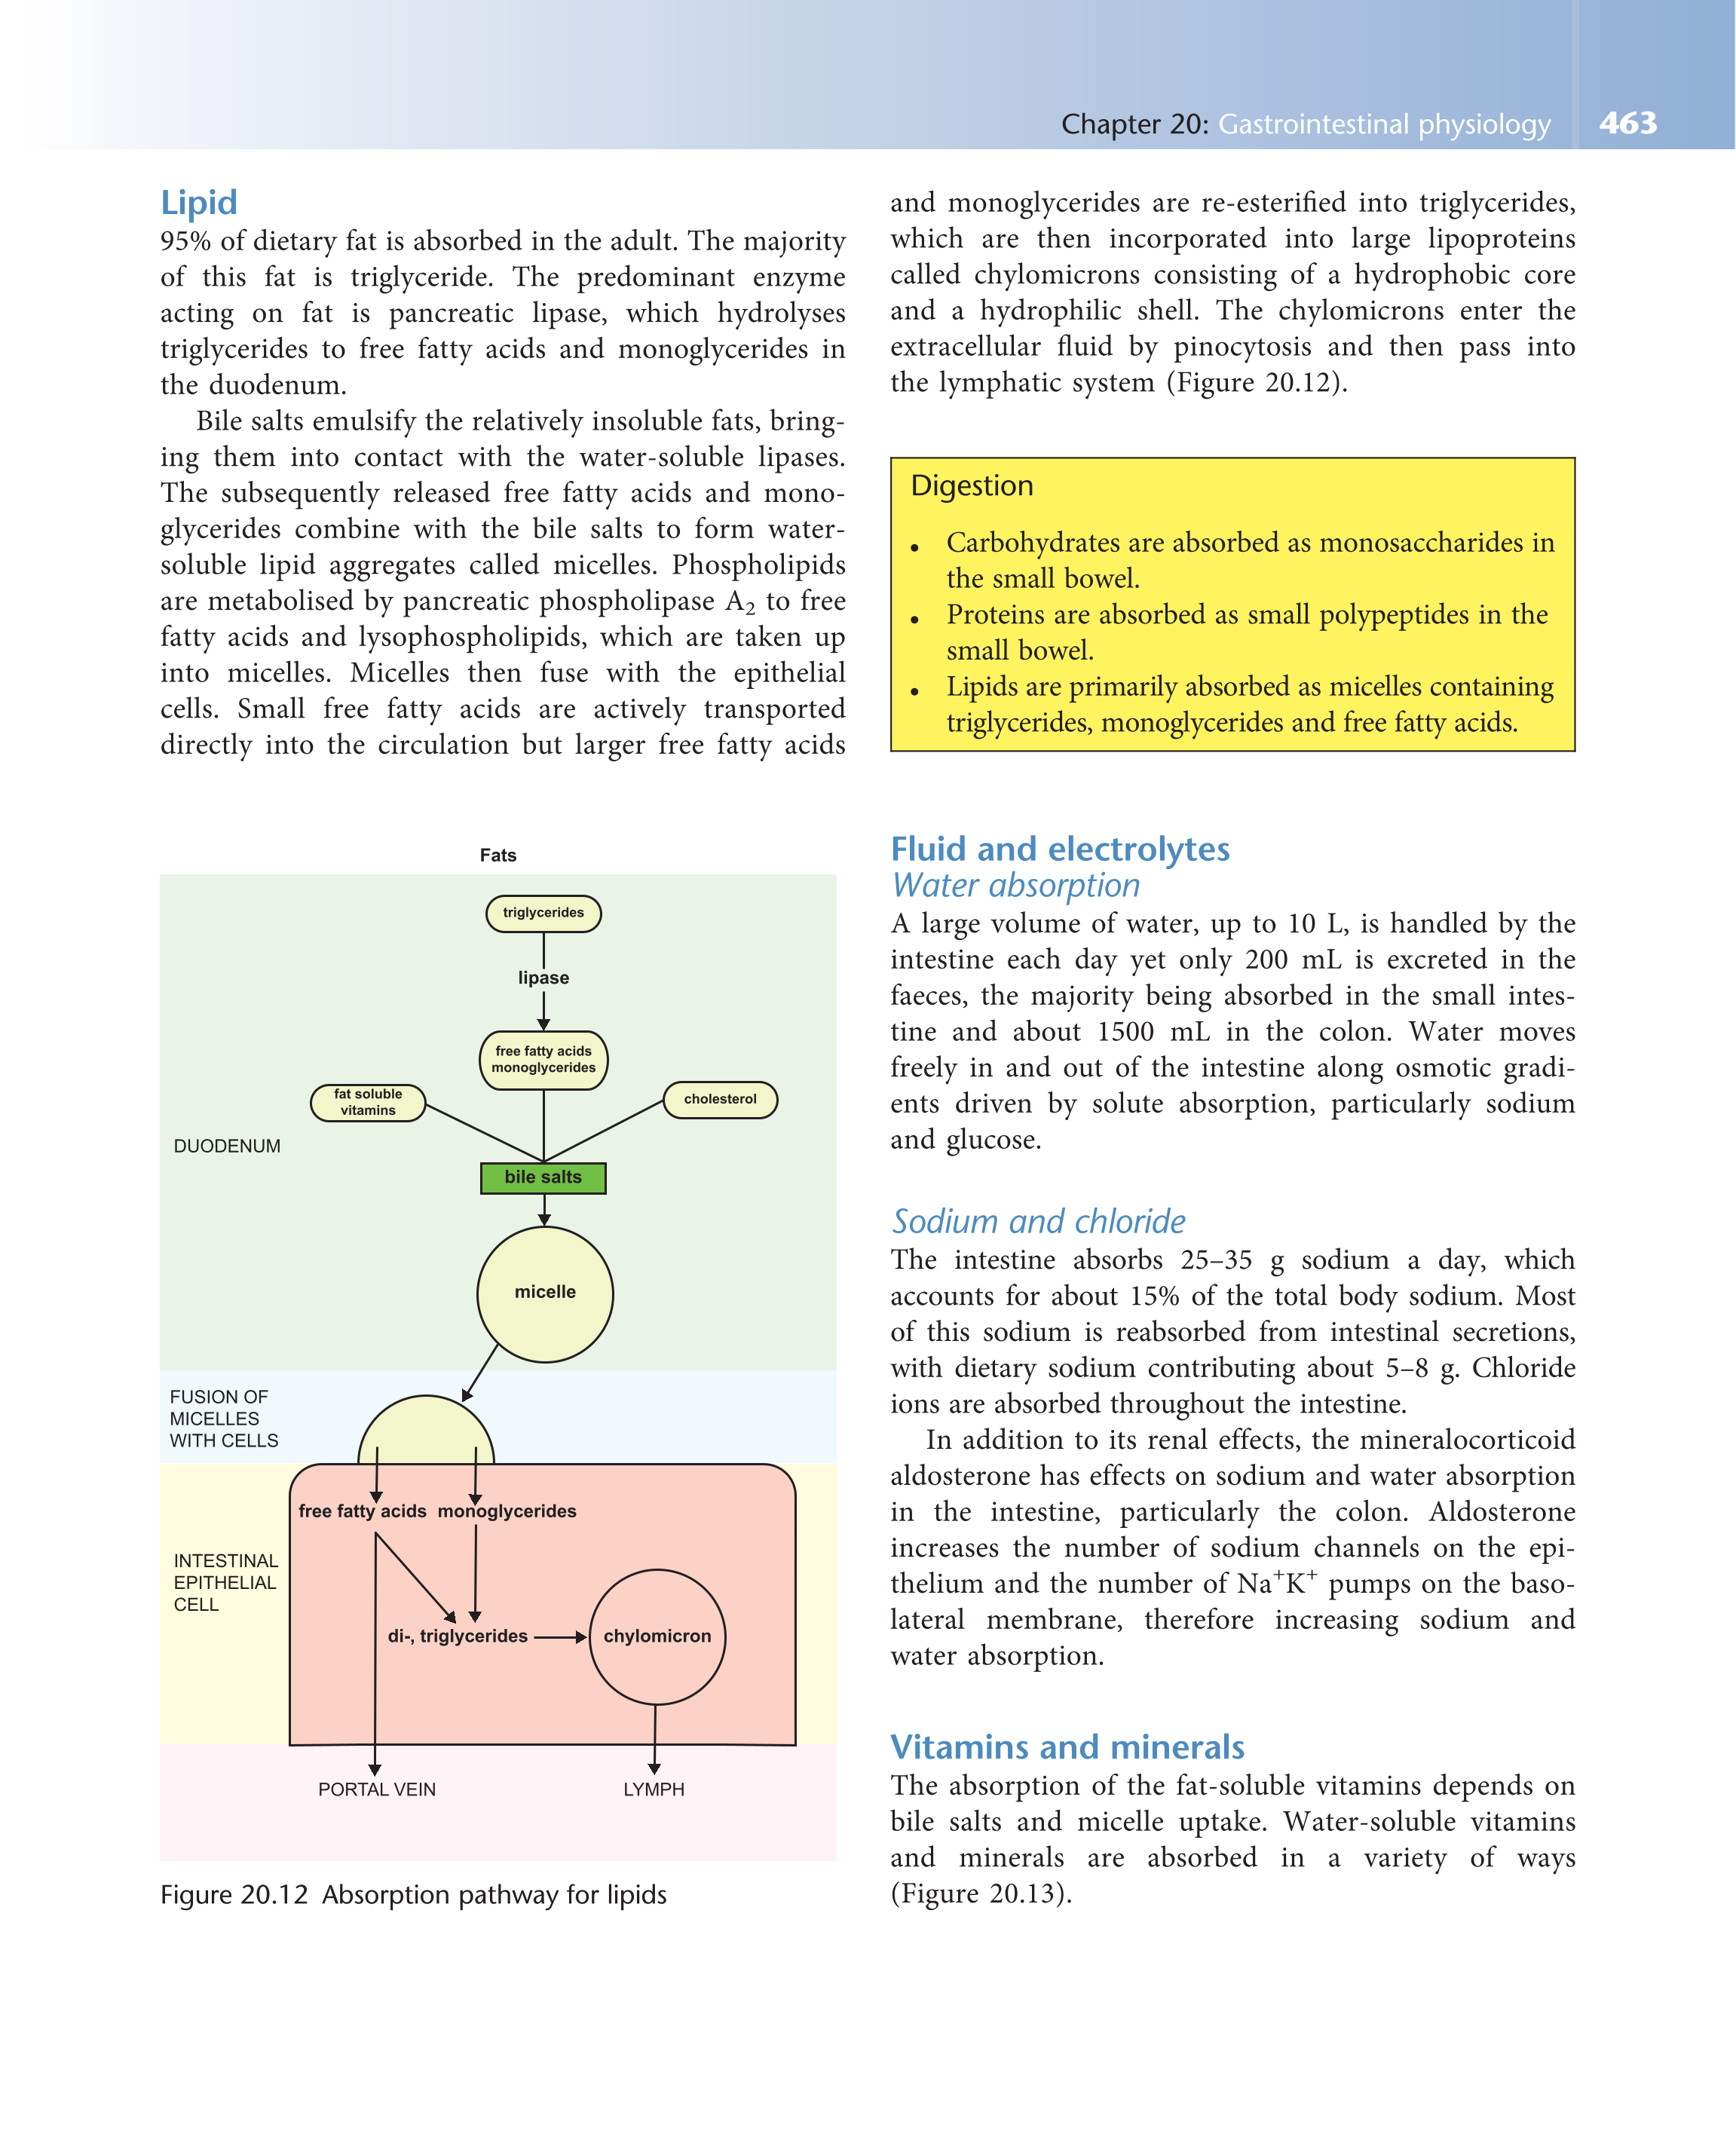 Chapter 20: Gastrointestinal physiology 463
Lipid
95% of dietary fat is absorbed in the adult. The majority
of this fat is triglyceride. The predominant enzyme
acting on fat is pancreatic lipase, which hydrolyses
triglycerides to free fatty acids and monoglycerides in
the duodenum.
Bile salts emulsify the relatively insoluble fats, bring-
ing them into contact with the water-soluble lipases.
The subsequently released free fatty acids and mono-
glycerides combine with the bile salts to form water-
soluble lipid aggregates called micelles. Phospholipids
are metabolised by pancreatic phospholipase A₂ to free
fatty acids and lysophospholipids, which are taken up
into micelles. Micelles then fuse with the epithelial
cells. Small free fatty acids are actively transported
directly into the circulation but larger free fatty acids
Fats
triglycerides
lipase
free fatty acids
monoglycerides
fat soluble
vitamins
cholesterol
DUODENUM
bile salts
micelle
FUSION OF
MICELLES
WITH CELLS
free fatty acids monoglycerides
INTESTINAL
EPITHELIAL
CELL
di-, triglycerides
chylomicron
PORTAL VEIN
LYMPH
Figure 20.12 Absorption pathway for lipids
and monoglycerides are re-esterified into triglycerides,
which are then incorporated into large lipoproteins
called chylomicrons consisting of a hydrophobic core
and a hydrophilic shell. The chylomicrons enter the
extracellular fluid by pinocytosis and then pass into
the lymphatic system (Figure 20.12).
Digestion
• Carbohydrates are absorbed as monosaccharides in
the small bowel.
• Proteins are absorbed as small polypeptides in the
small bowel.
• Lipids are primarily absorbed as micelles containing
triglycerides, monoglycerides and free fatty acids.
Fluid and electrolytes
Water absorption
A large volume of water, up to 10 L, is handled by the
intestine each day yet only 200 mL is excreted in the
faeces, the majority being absorbed in the small intes-
tine and about 1500 mL in the colon. Water moves
freely in and out of the intestine along osmotic gradi-
ents driven by solute absorption, particularly sodium
and glucose.
Sodium and chloride
The intestine absorbs 25–35 g sodium a day, which
accounts for about 15% of the total body sodium. Most
of this sodium is reabsorbed from intestinal secretions,
with dietary sodium contributing about 5–8 g. Chloride
ions are absorbed throughout the intestine.
In addition to its renal effects, the mineralocorticoid
aldosterone has effects on sodium and water absorption
in the intestine, particularly the colon. Aldosterone
increases the number of sodium channels on the epi-
thelium and the number of Na⁺K⁺ pumps on the baso-
lateral membrane, therefore increasing sodium and
water absorption.
Vitamins and minerals
The absorption of the fat-soluble vitamins depends on
bile salts and micelle uptake. Water-soluble vitamins
and minerals are absorbed in a variety of ways
(Figure 20.13).